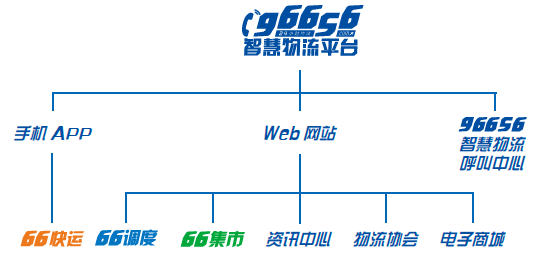 96656
智慧物流平台
手机 APP
Web 网站
96656
智慧物流
呼叫中心
66快运
66调度
66集市
资讯中心
物流协会
电子商城